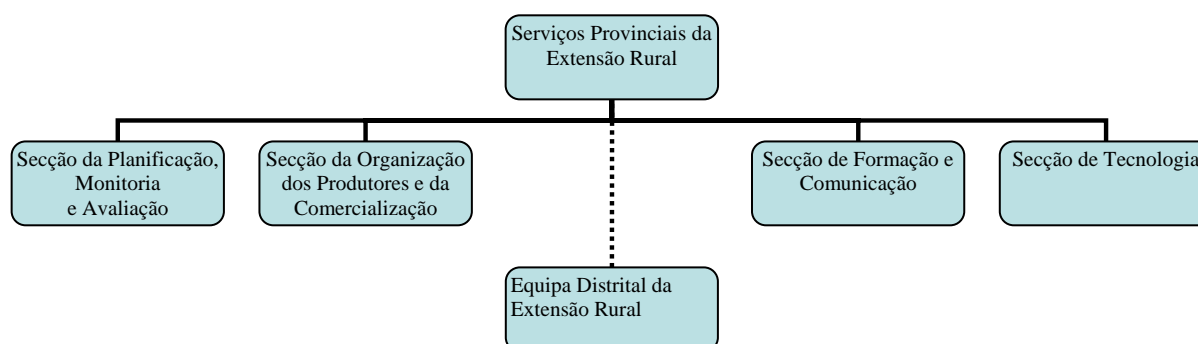 Serviços Provinciais da
Extensão Rural
Secção da Planificação,
Monitoria
e Avaliação
Secção da Organização
dos Produtores e da
Comercialização
Secção de Formação e
Comunicação
Secção de Tecnologia
Equipa Distrital da
Extensão Rural